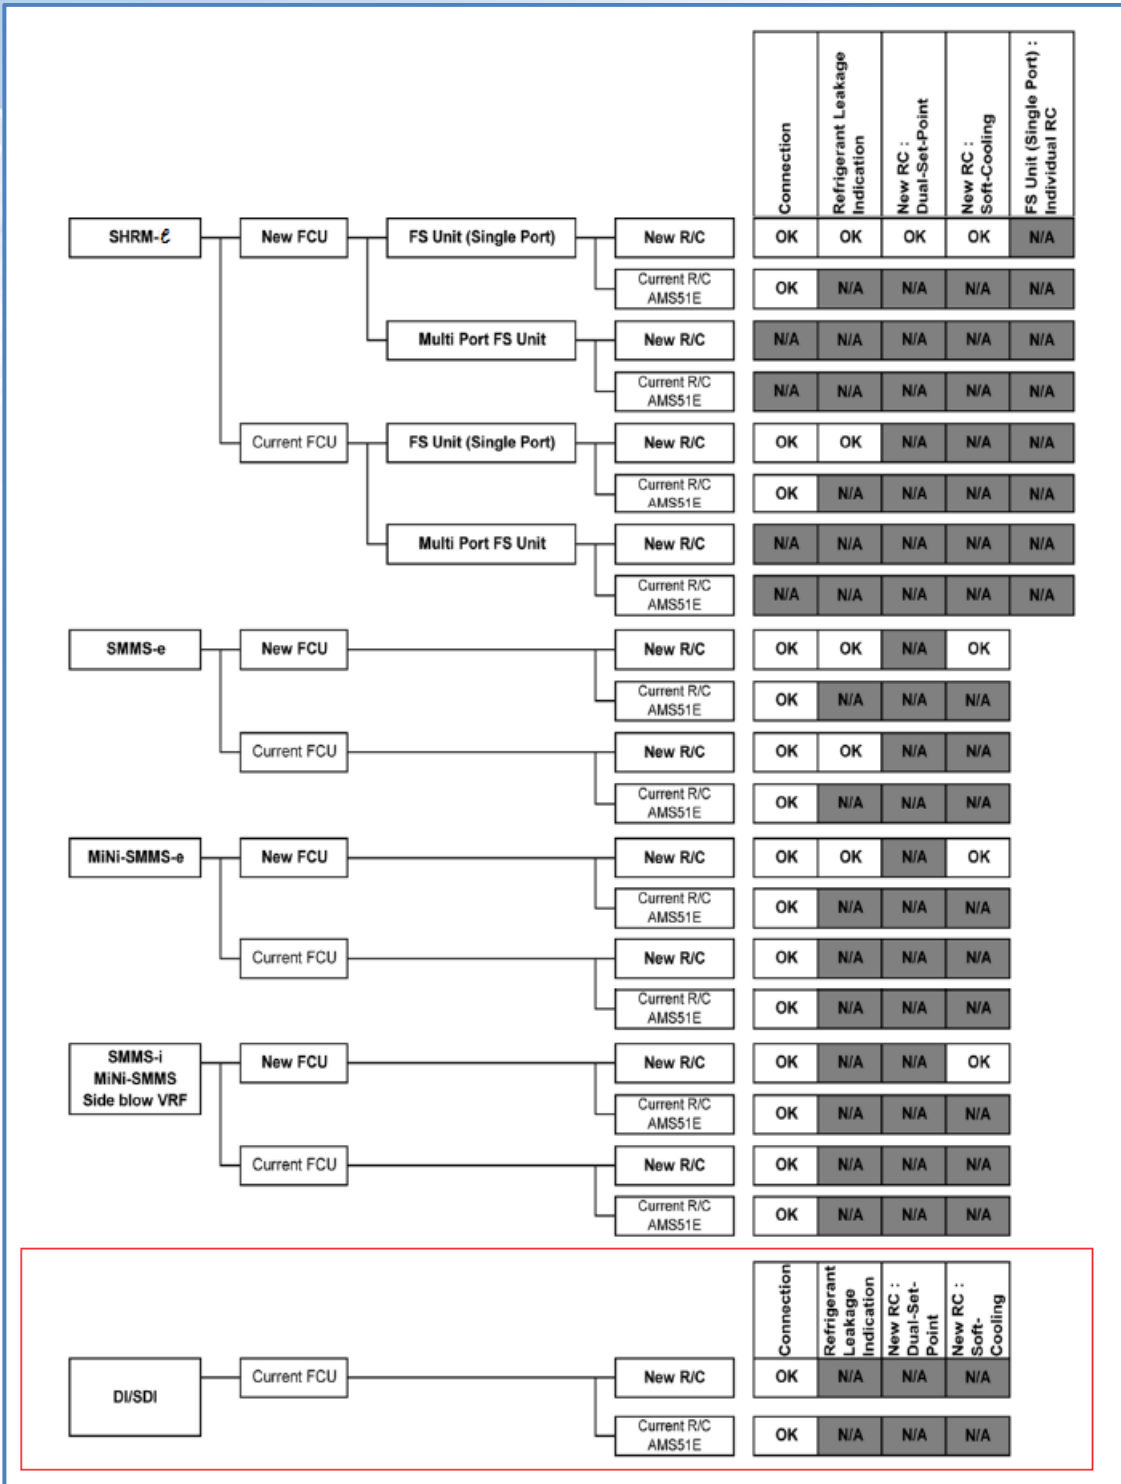 Connection
Refrigerant Leakage
Indication
New RC :
Dual-Set-Point
New RC :
Soft-Cooling
FS Unit (Single Port) :
Individual RC
SHRM-e New FCU FS Unit (Single Port) New R/C OK OK OK OK N/A
Current R/C
AMS51E OK N/A N/A N/A N/A
Multi Port FS Unit New R/C N/A N/A N/A N/A N/A
Current R/C
AMS51E N/A N/A N/A N/A N/A
Current FCU FS Unit (Single Port) New R/C OK OK N/A N/A N/A
Current R/C
AMS51E OK N/A N/A N/A N/A
Multi Port FS Unit New R/C N/A N/A N/A N/A N/A
Current R/C
AMS51E N/A N/A N/A N/A N/A
SMMS-e New FCU New R/C OK OK N/A OK
Current R/C
AMS51E OK N/A N/A N/A
Current FCU New R/C OK OK N/A N/A
Current R/C
AMS51E OK N/A N/A N/A
MiNi-SMMS-e New FCU New R/C OK OK N/A OK
Current R/C
AMS51E OK N/A N/A N/A
Current FCU New R/C OK N/A N/A N/A
Current R/C
AMS51E OK N/A N/A N/A
SMMS-i
MiNi-SMMS
Side blow VRF New FCU New R/C OK N/A N/A OK
Current R/C
AMS51E OK N/A N/A N/A
Current FCU New R/C OK N/A N/A N/A
Current R/C
AMS51E OK N/A N/A N/A
Connection
Refrigerant
Leakage
Indication
New RC :
Dual-Set-
Point
New RC :
Soft-
Cooling
DI/SDI Current FCU New R/C OK N/A N/A N/A
Current R/C
AMS51E OK N/A N/A N/A